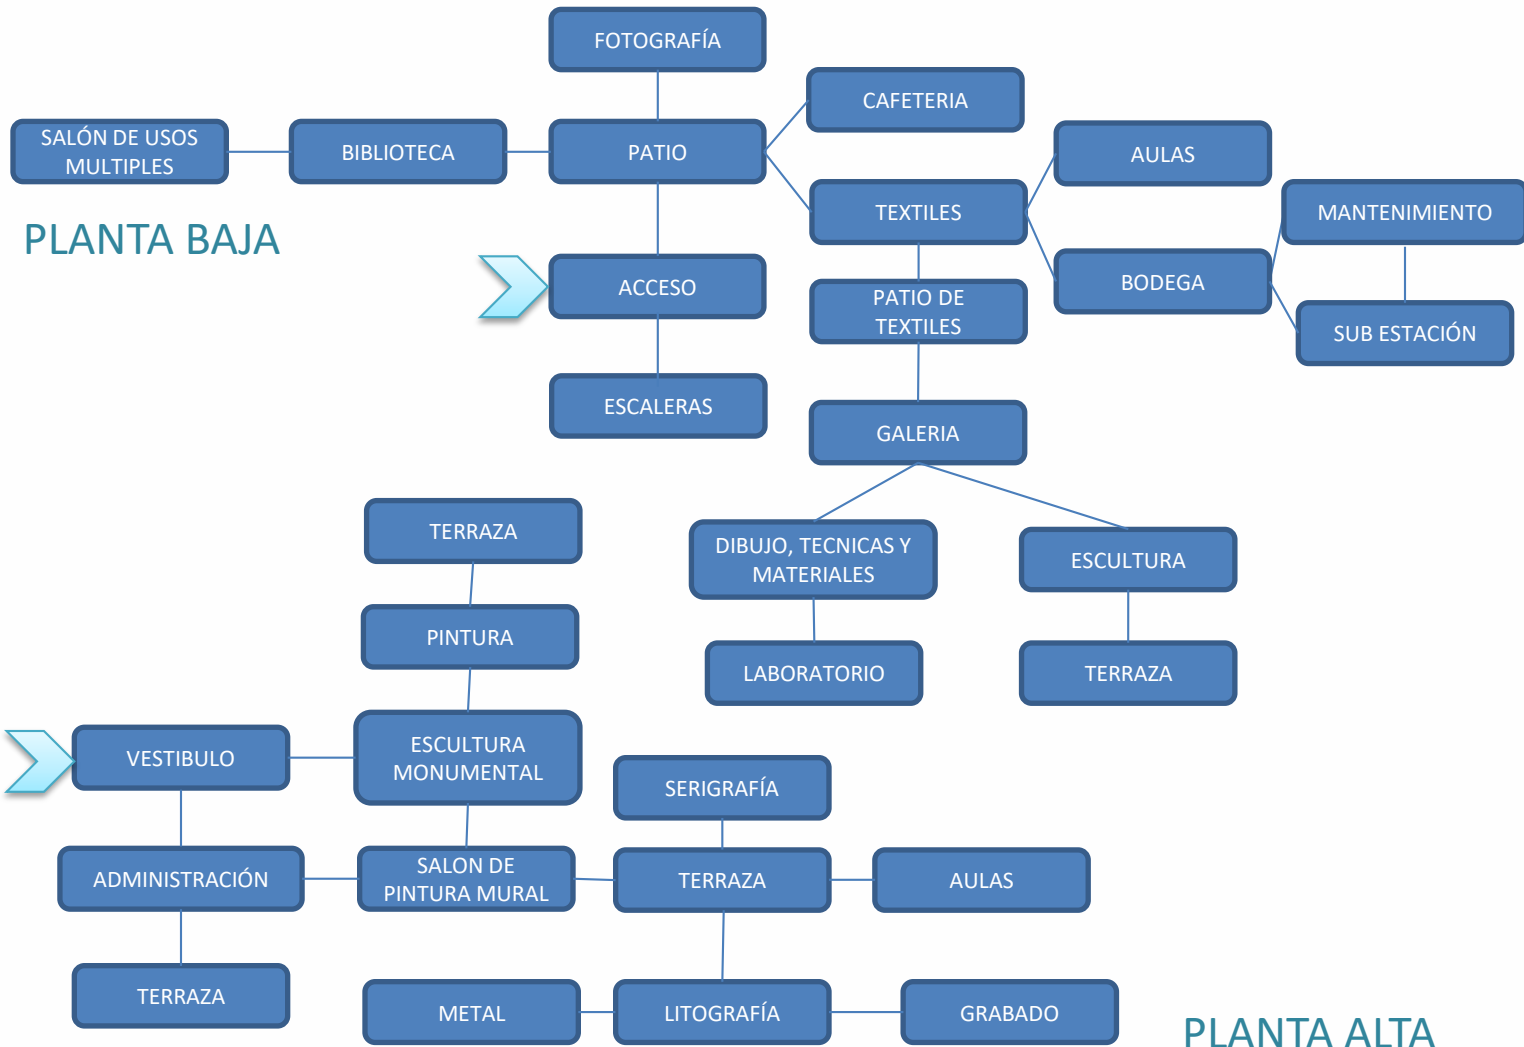 FOTOGRAFÍA
CAFETERIA
SALÓN DE USOS
MULTIPLES
BIBLIOTECA
PATIO
AULAS
TEXTILES
MANTENIMIENTO
PLANTA BAJA
ACCESO
PATIO DE
TEXTILES
BODEGA
SUB ESTACIÓN
ESCALERAS
GALERIA
TERRAZA
DIBUJO, TECNICAS Y
MATERIALES
ESCULTURA
PINTURA
LABORATORIO
TERRAZA
VESTIBULO
ESCULTURA
MONUMENTAL
SERIGRAFÍA
ADMINISTRACIÓN
SALON DE
PINTURA MURAL
TERRAZA
AULAS
TERRAZA
METAL
LITOGRAFÍA
GRABADO
PLANTA ALTA